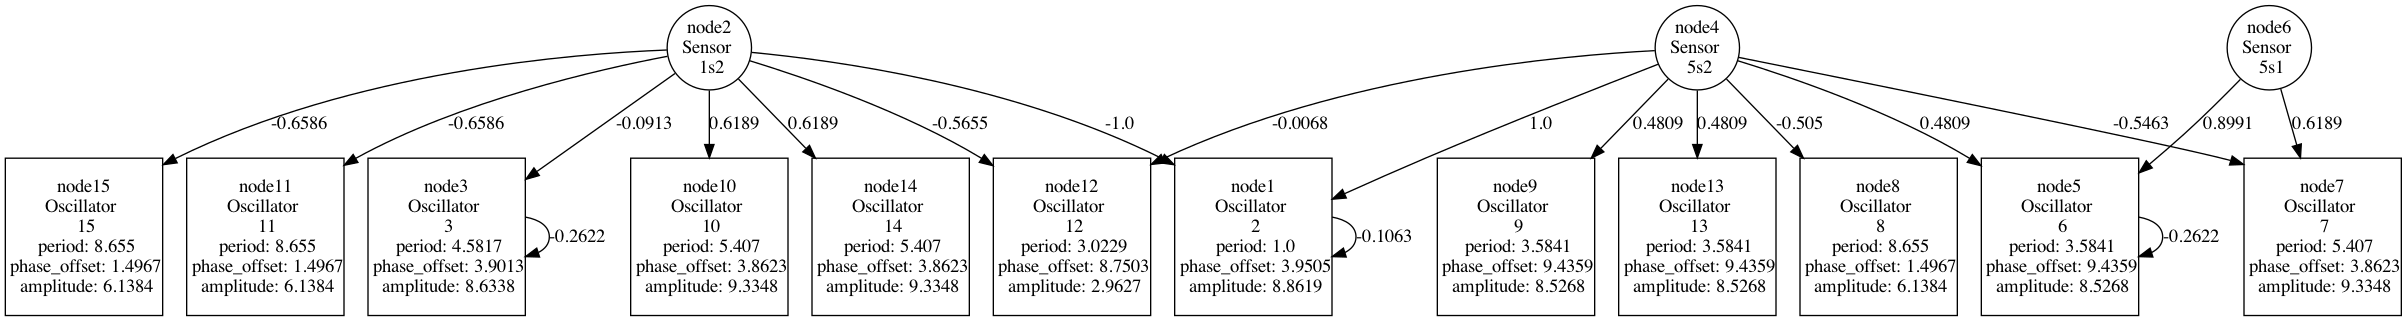 node2
Sensor
1s2
node4
Sensor
5s2
node6
Sensor
5s1
-0.6586
-0.6586
-0.0913
0.6189
0.6189
-0.5655
-1.0
-0.0068
1.0
0.4809
0.4809
-0.505
0.4809
-0.5463
0.8991
0.6189
node15
Oscillator
15
period: 8.655
phase_offset: 1.4967
amplitude: 6.1384
node11
Oscillator
11
period: 8.655
phase_offset: 1.4967
amplitude: 6.1384
node3
Oscillator
3
period: 4.5817
phase_offset: 3.9013
amplitude: 8.6338
-0.2622
node10
Oscillator
10
period: 5.407
phase_offset: 3.8623
amplitude: 9.3348
node14
Oscillator
14
period: 5.407
phase_offset: 3.8623
amplitude: 9.3348
node12
Oscillator
12
period: 3.0229
phase_offset: 8.7503
amplitude: 2.9627
node1
Oscillator
2
period: 1.0
phase_offset: 3.9505
amplitude: 8.8619
-0.1063
node9
Oscillator
9
period: 3.5841
phase_offset: 9.4359
amplitude: 8.5268
node13
Oscillator
13
period: 3.5841
phase_offset: 9.4359
amplitude: 8.5268
node8
Oscillator
8
period: 8.655
phase_offset: 1.4967
amplitude: 6.1384
node5
Oscillator
6
period: 3.5841
phase_offset: 9.4359
amplitude: 8.5268
-0.2622
node7
Oscillator
7
period: 5.407
phase_offset: 3.8623
amplitude: 9.3348